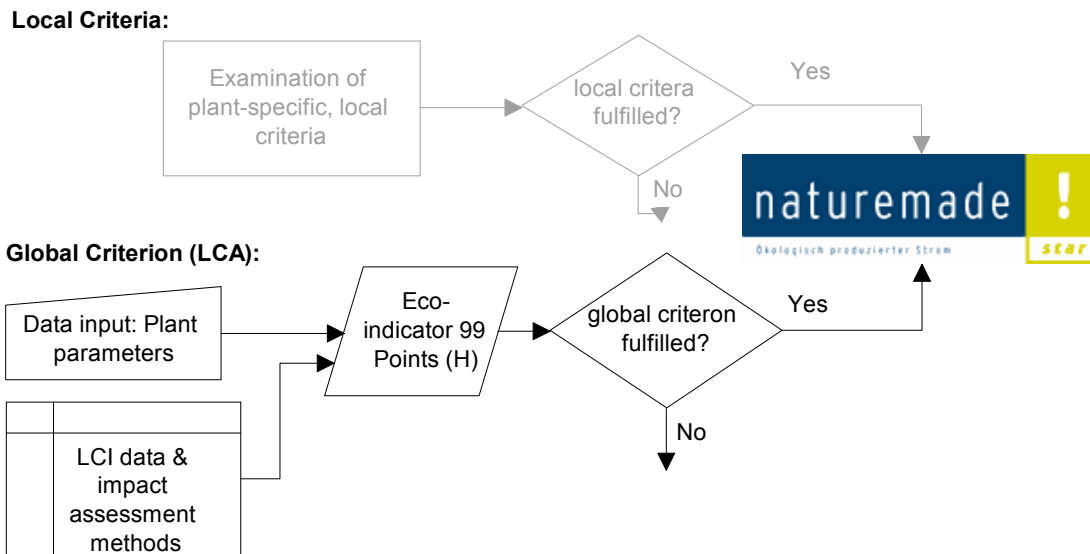 Local Criteria:
Examination of
plant-specific, local
criteria
local critera
fulfilled?
Yes
No
naturemade
!
Ökologisch produzierter Strom
star
Global Criterion (LCA):
Data input: Plant
parameters
Eco-
indicator 99
Points (H)
global criteron
fulfilled?
Yes
No
LCI data &
impact
assessment
methods